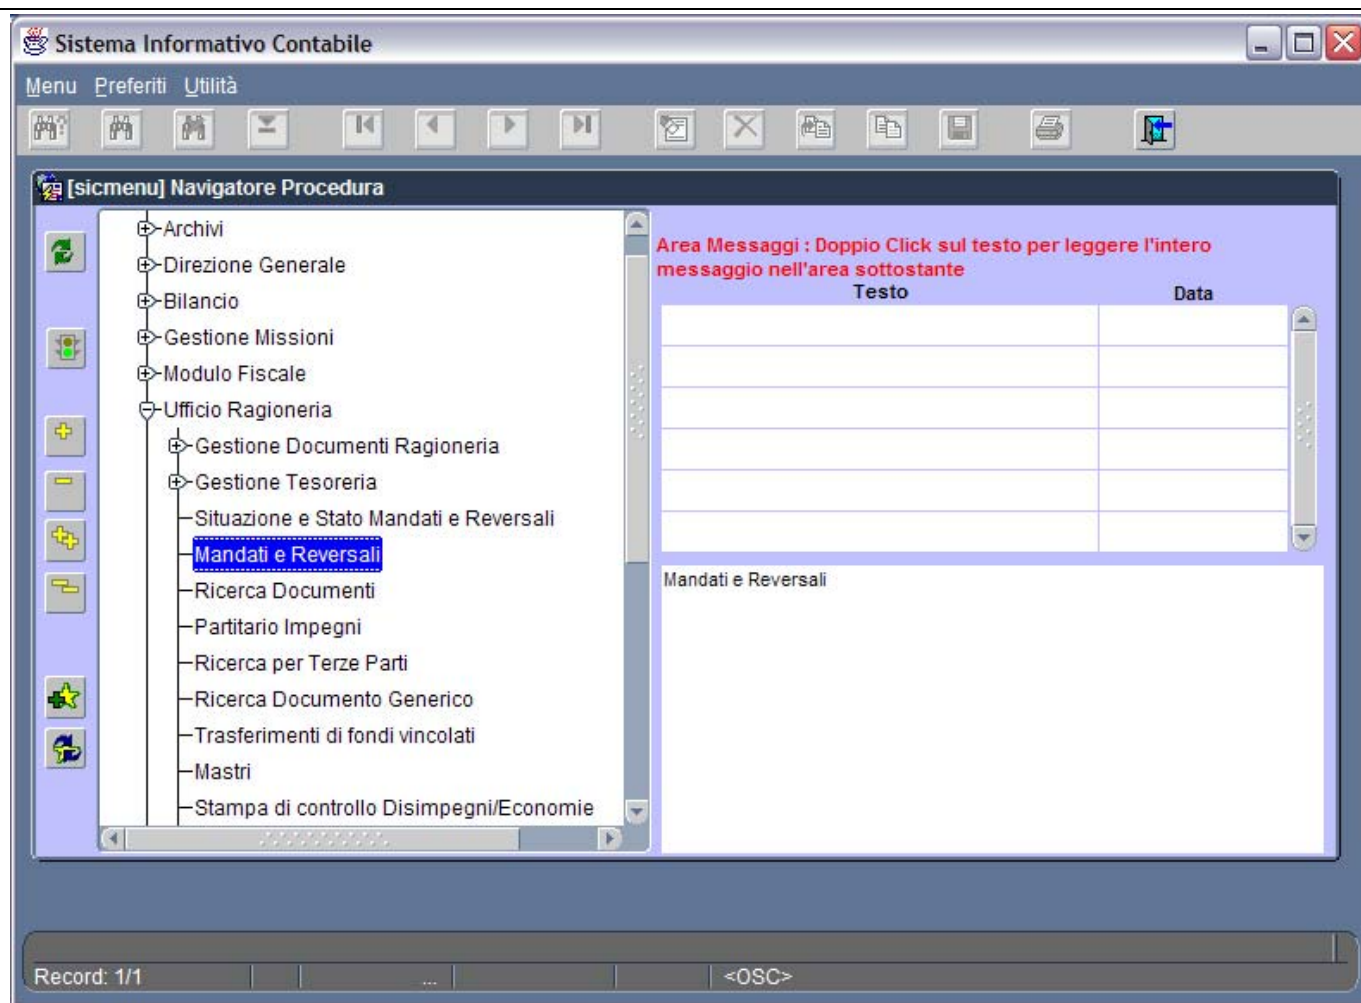 Sistema Informativo Contabile
Menu Preferiti Utilità
[sicmenu] Navigatore Procedura
Archivi
Direzione Generale
Bilancio
Gestione Missioni
Modulo Fiscale
Ufficio Ragioneria
Gestione Documenti Ragioneria
Gestione Tesoreria
Situazione e Stato Mandati e Reversali
Mandati e Reversali
Ricerca Documenti
Partitario Impegni
Ricerca per Terze Parti
Ricerca Documento Generico
Trasferimenti di fondi vincolati
Mastri
Stampa di controllo Disimpegni/Economie
Area Messaggi : Doppio Click sul testo per leggere l'intero
messaggio nell'area sottostante
Testo Data
Mandati e Reversali
Record: 1/1 ... <OSC>